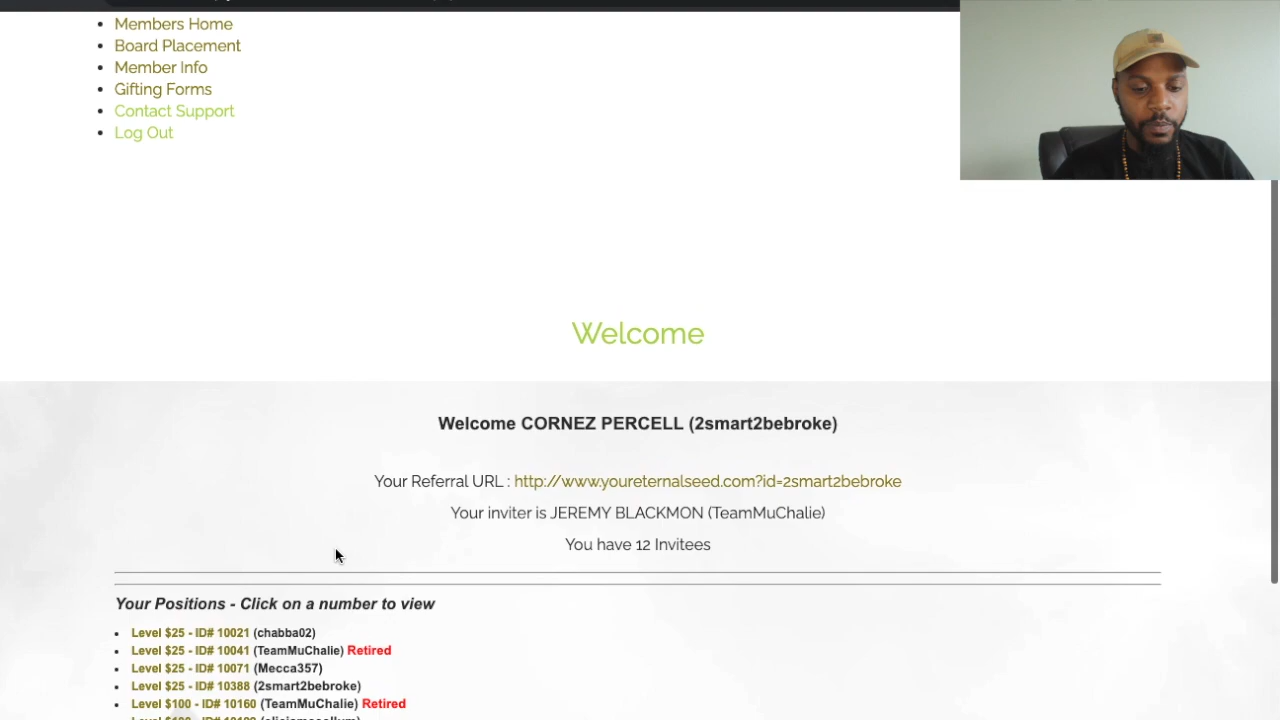 Members Home
Board Placement
Member Info
Gifting Forms
Contact Support
Log Out
Welcome
Welcome CORNEZ PERCELL (2smart2bebroke)
Your Referral URL : http://www.youreternalseed.com?id=2smart2bebroke
Your inviter is JEREMY BLACKMON (TeamMuChalie)
You have 12 Invitees
Your Positions - Click on a number to view
Level $25 - ID# 10021 (chabba02)
Level $25 - ID# 10041 (TeamMuChalie) Retired
Level $25 - ID# 10071 (Mecca357)
Level $25 - ID# 10388 (2smart2bebroke)
Level $100 - ID# 10160 (TeamMuChalie) Retired